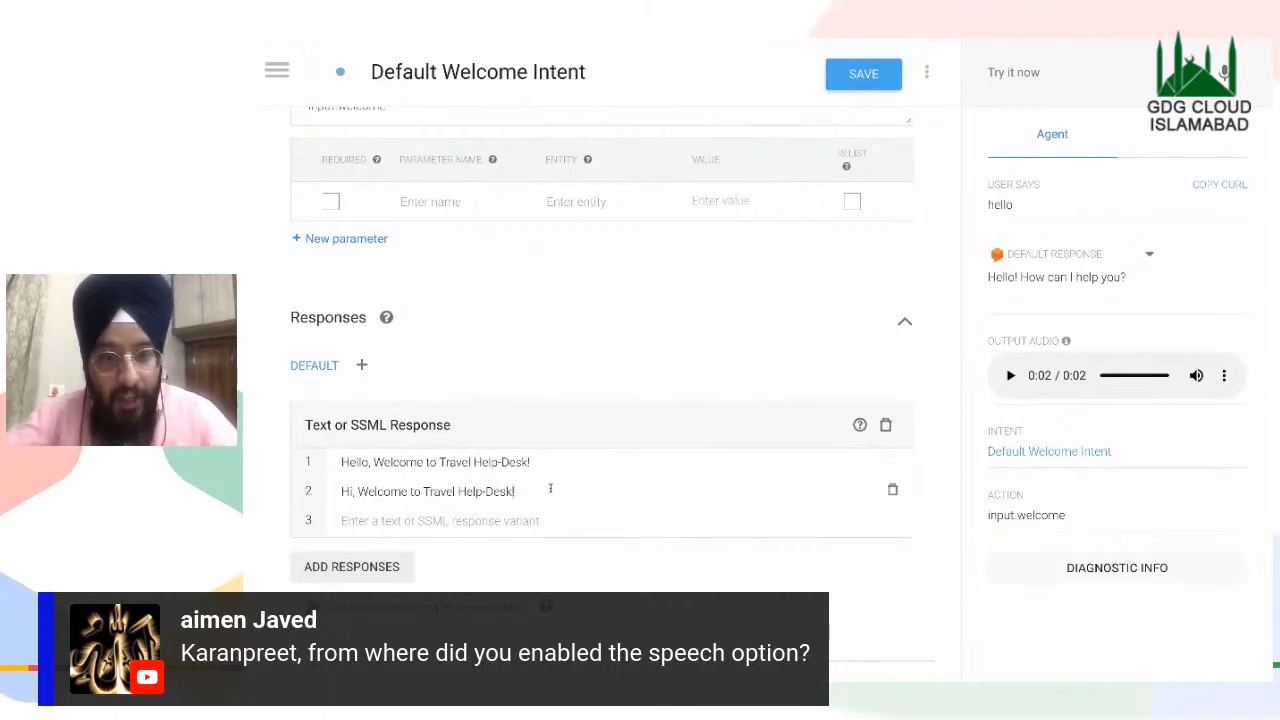 Default Welcome Intent
SAVE
Try it now
GDG CLOUD
ISLAMABAD
input.welcome
REQUIRED
PARAMETER NAME
ENTITY
VALUE
IS LIST
Enter name
Enter entity
Enter value
+ New parameter
Responses
DEFAULT +
Text or SSML Response
1 Hello, Welcome to Travel Help-Desk!
2 Hi, Welcome to Travel Help-Desk!
3 Enter a text or SSML response variant
ADD RESPONSES
Agent
USER SAYS
COPY CURL
hello
DEFAULT RESPONSE
Hello! How can I help you?
OUTPUT AUDIO
0:02 / 0:02
INTENT
Default Welcome Intent
ACTION
input.welcome
DIAGNOSTIC INFO
aimen Javed
Karanpreet, from where did you enabled the speech option?